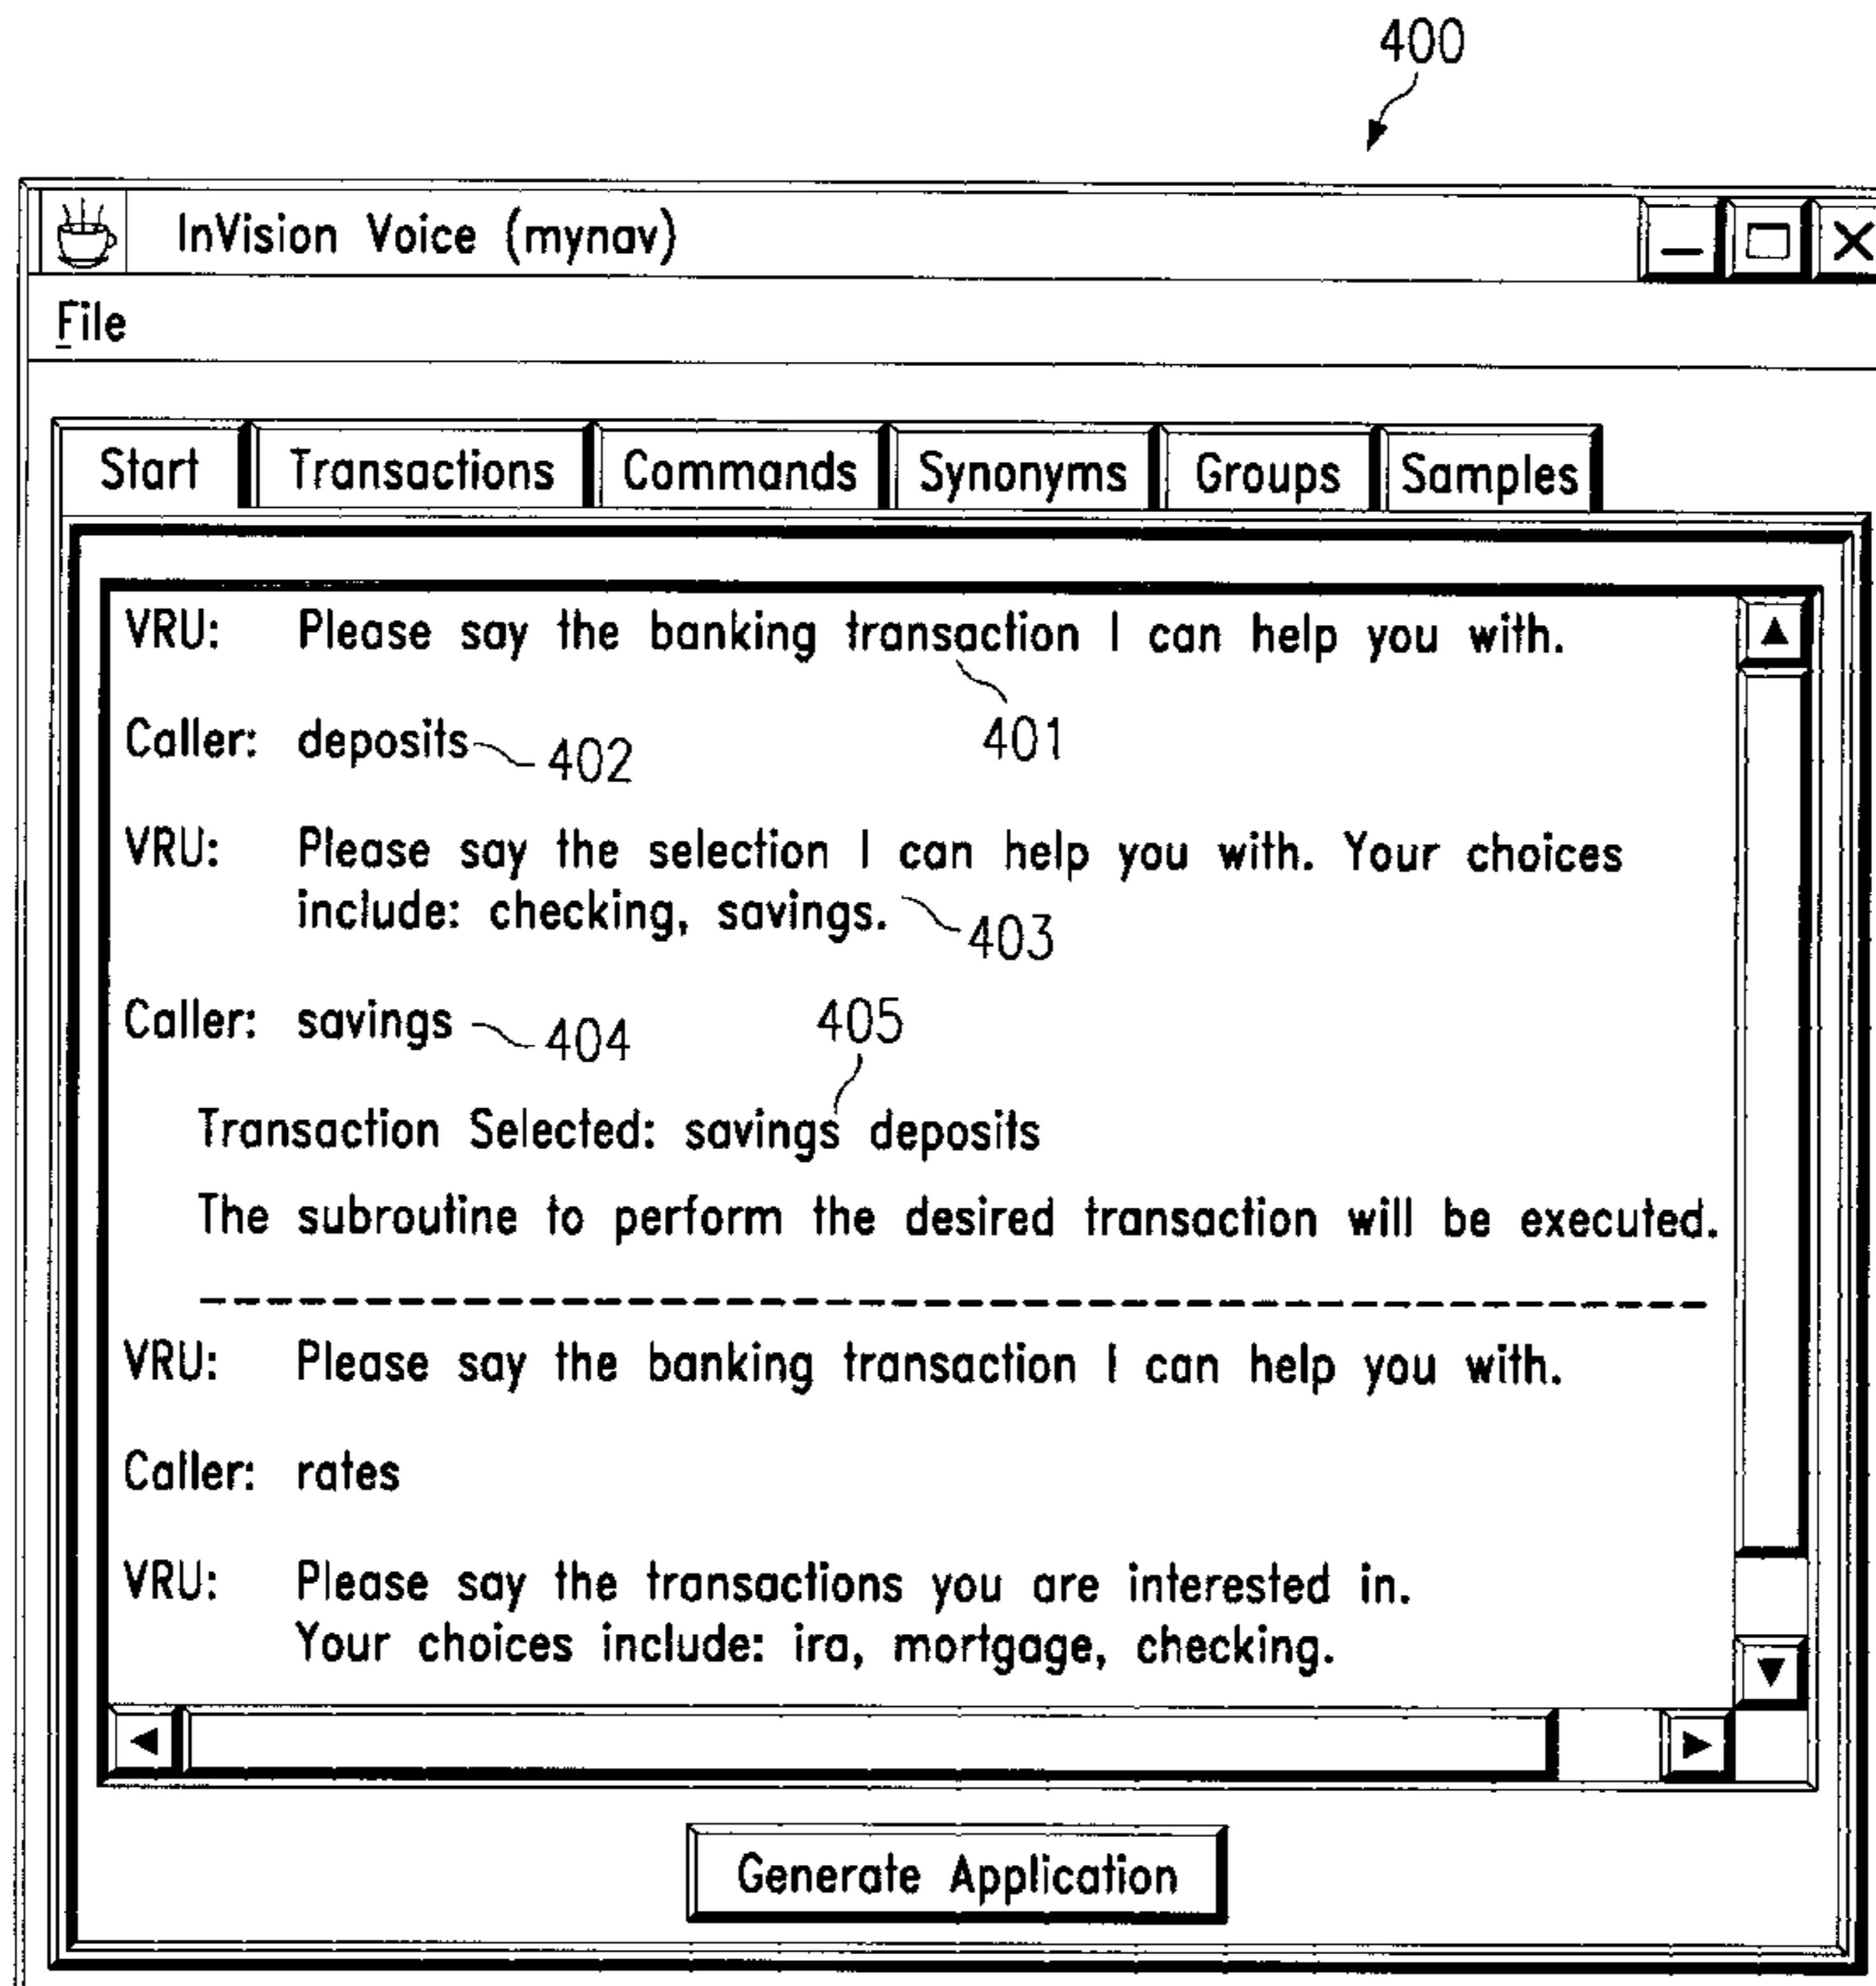 400
InVision Voice (mynav)
File
Start Transactions Commands Synonyms Groups Samples
VRU: Please say the banking transaction I can help you with.
401
Caller: deposits 402
VRU: Please say the selection I can help you with. Your choices
include: checking, savings. 403
Caller: savings 404
405
Transaction Selected: savings deposits
The subroutine to perform the desired transaction will be executed.
VRU: Please say the banking transaction I can help you with.
Caller: rates
VRU: Please say the transactions you are interested in.
Your choices include: ira, mortgage, checking.
Generate Application